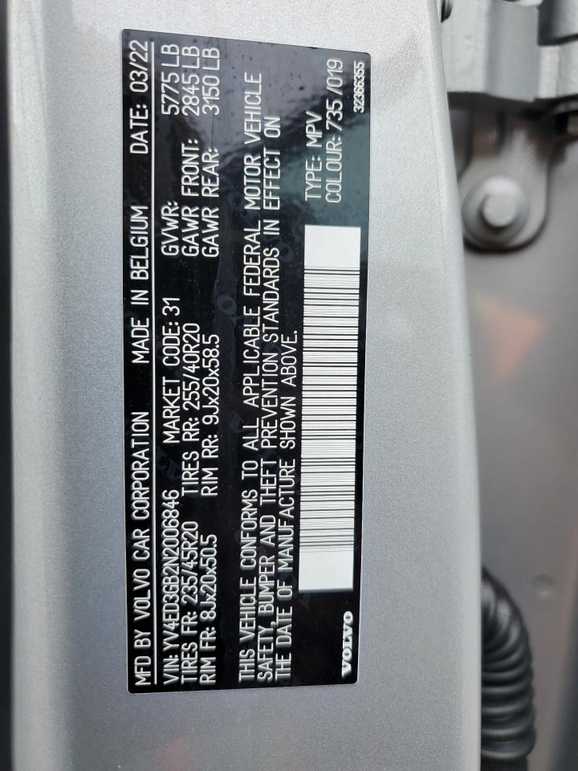 MFD BY VOLVO CAR CORPORATION MADE IN BELGIUM DATE: 03/22
VIN: YV4ED3GB2N2006846 MARKET CODE: 31 GVWR: 5775 LB
TIRES FR: 235/45R20 TIRES RR: 255/40R20 GAWR FRONT: 2845 LB
RIM FR: 8Jx20x50.5 RIM RR: 9Jx20x58.5 GAWR REAR: 3150 LB
THIS VEHICLE CONFORMS TO ALL APPLICABLE FEDERAL MOTOR VEHICLE
SAFETY, BUMPER AND THEFT PREVENTION STANDARDS IN EFFECT ON
THE DATE OF MANUFACTURE SHOWN ABOVE.
TYPE: MPV
COLOUR: 735 /019
VOLVO 32366355